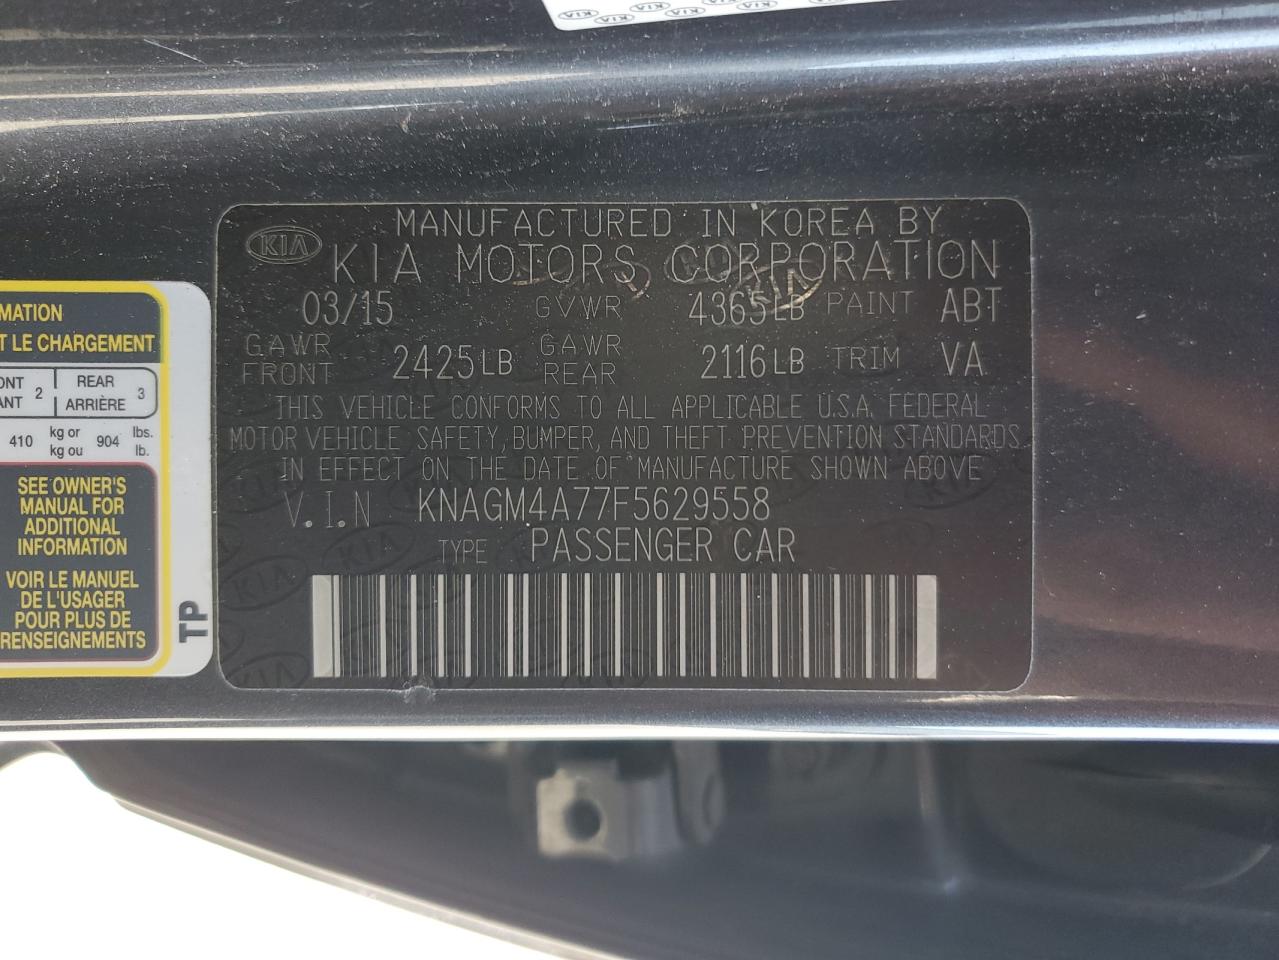 KIA KIA KIA KIA
MANUFACTURED IN KOREA BY
KIA KIA MOTORS CORPORATION
03/15 GVWR 4365LB PAINT ABT
GAWR FRONT 2425LB GAWR REAR 2116LB TRIM VA
THIS VEHICLE CONFORMS TO ALL APPLICABLE U.S.A. FEDERAL
MOTOR VEHICLE SAFETY, BUMPER, AND THEFT PREVENTION STANDARDS
IN EFFECT ON THE DATE OF MANUFACTURE SHOWN ABOVE
V.I.N KNAGM4A77F5629558
TYPE PASSENGER CAR
T LE CHARGEMENT
2 REAR 3
ARRIÈRE
410 kg or 904 lbs.
kg ou lb.
SEE OWNER'S
MANUAL FOR
ADDITIONAL
INFORMATION
VOIR LE MANUEL
DE L'USAGER
POUR PLUS DE
RENSEIGNEMENTS
TP